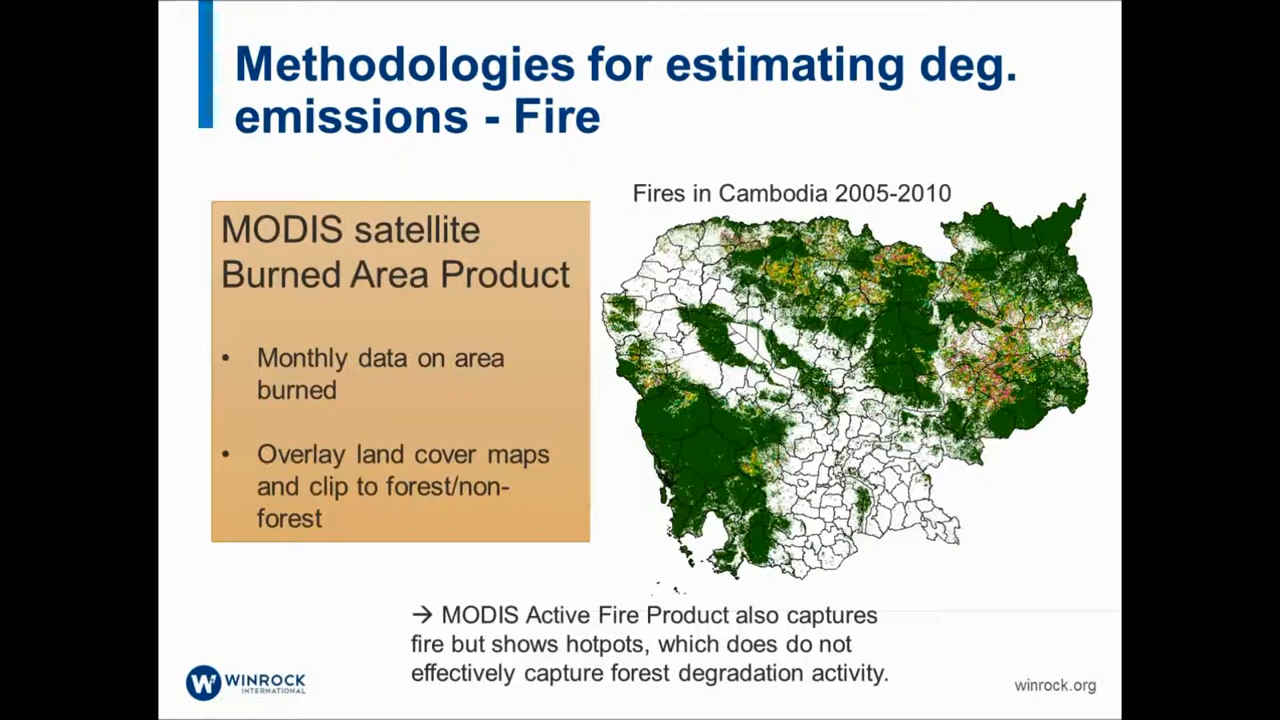 Methodologies for estimating deg.
emissions - Fire
Fires in Cambodia 2005-2010
MODIS satellite
Burned Area Product
• Monthly data on area
burned
• Overlay land cover maps
and clip to forest/non-
forest
→ MODIS Active Fire Product also captures
fire but shows hotpots, which does do not
effectively capture forest degradation activity.
W
WINROCK
INTERNATIONAL
winrock.org